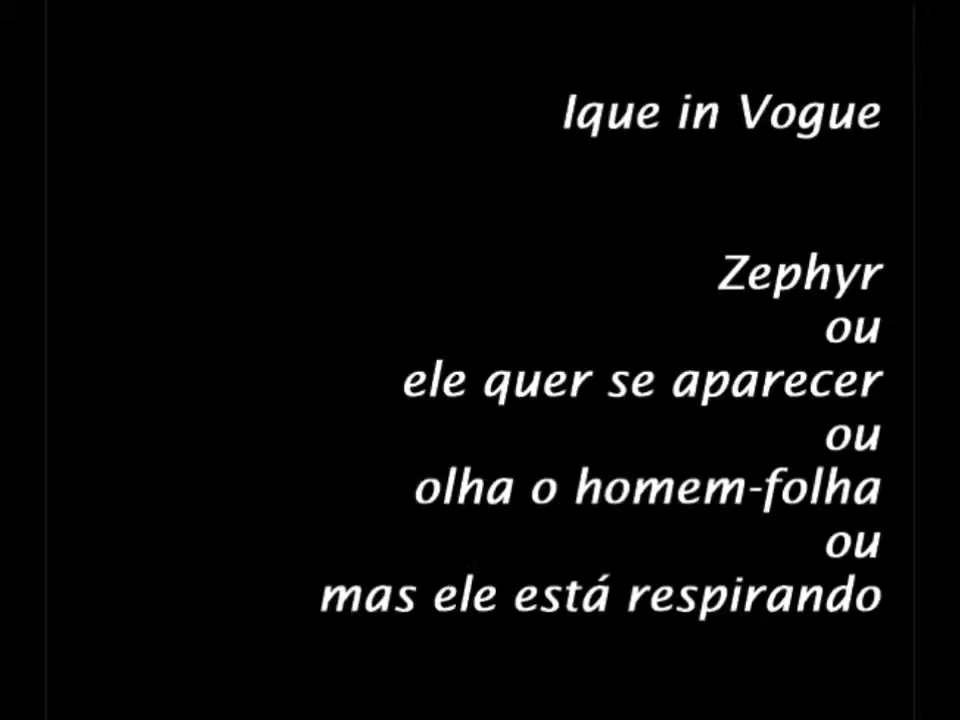 Ique in Vogue
Zephyr
ou
ele quer se aparecer
ou
olha o homem-folha
ou
mas ele está respirando